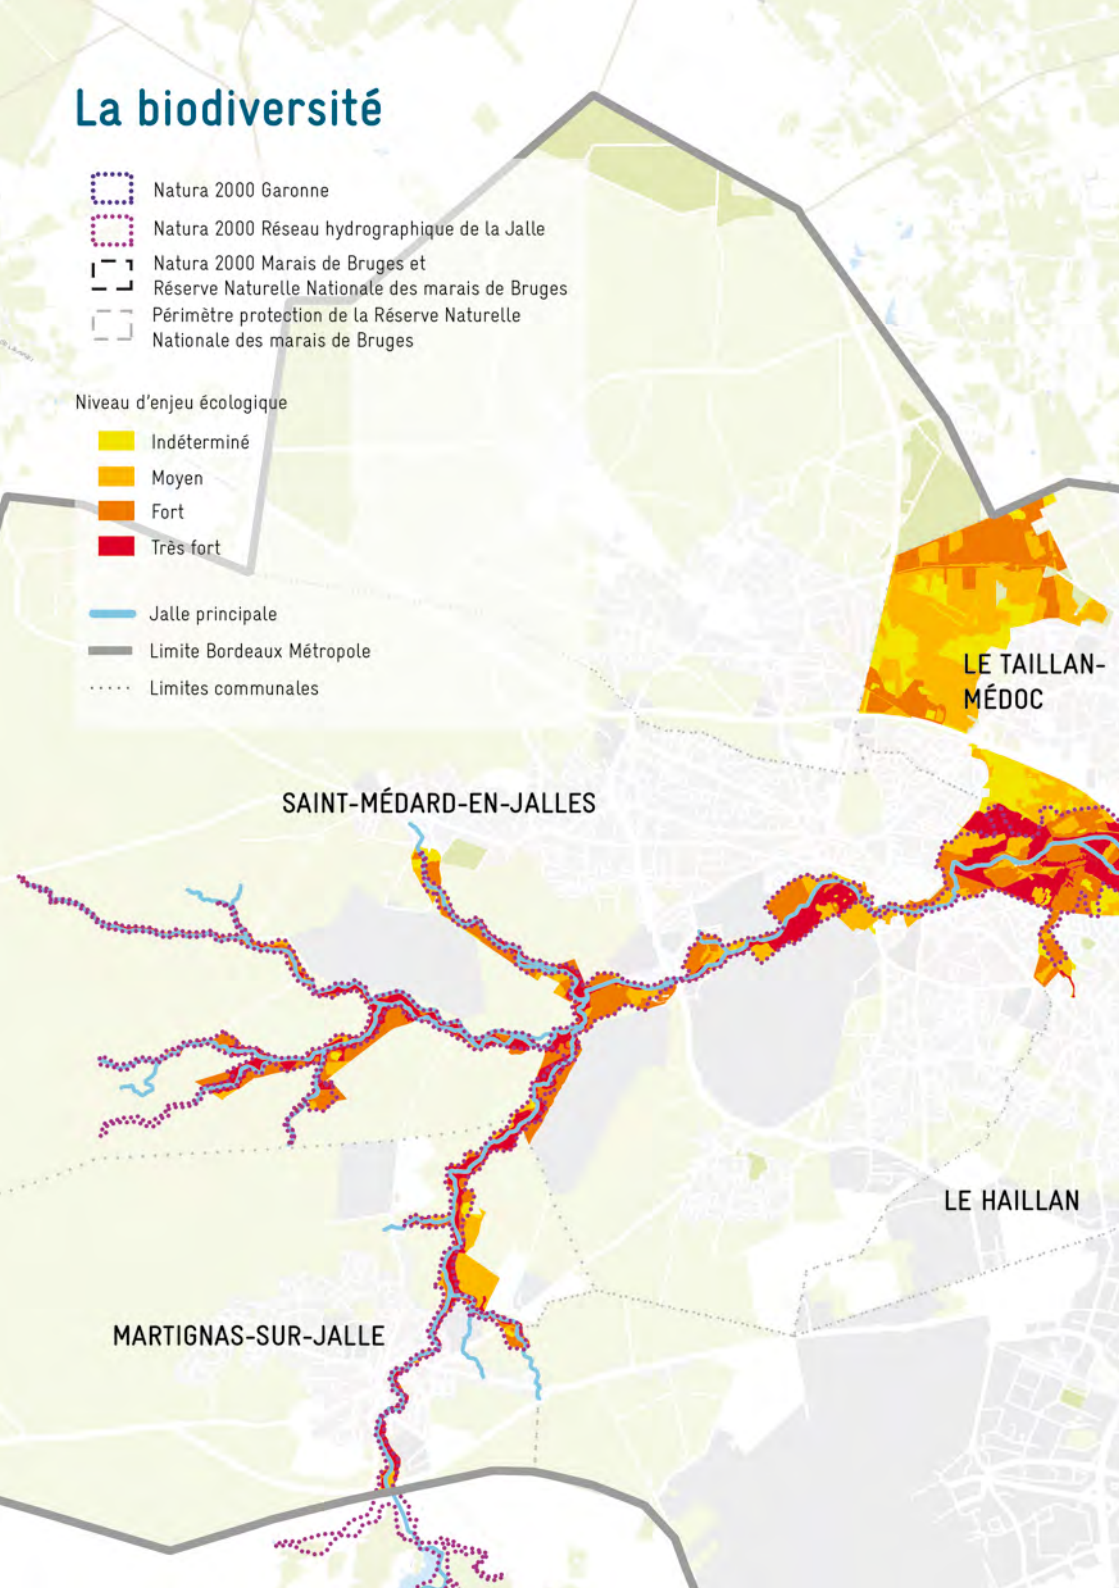 La biodiversité
Natura 2000 Garonne
Natura 2000 Réseau hydrographique de la Jalle
Natura 2000 Marais de Bruges et
Réserve Naturelle Nationale des marais de Bruges
Périmètre protection de la Réserve Naturelle
Nationale des marais de Bruges
Niveau d'enjeu écologique
Indéterminé
Moyen
Fort
Très fort
Jalle principale
Limite Bordeaux Métropole
Limites communales
LE TAILLAN-
MÉDOC
SAINT-MÉDARD-EN-JALLES
LE HAILLAN
MARTIGNAS-SUR-JALLE